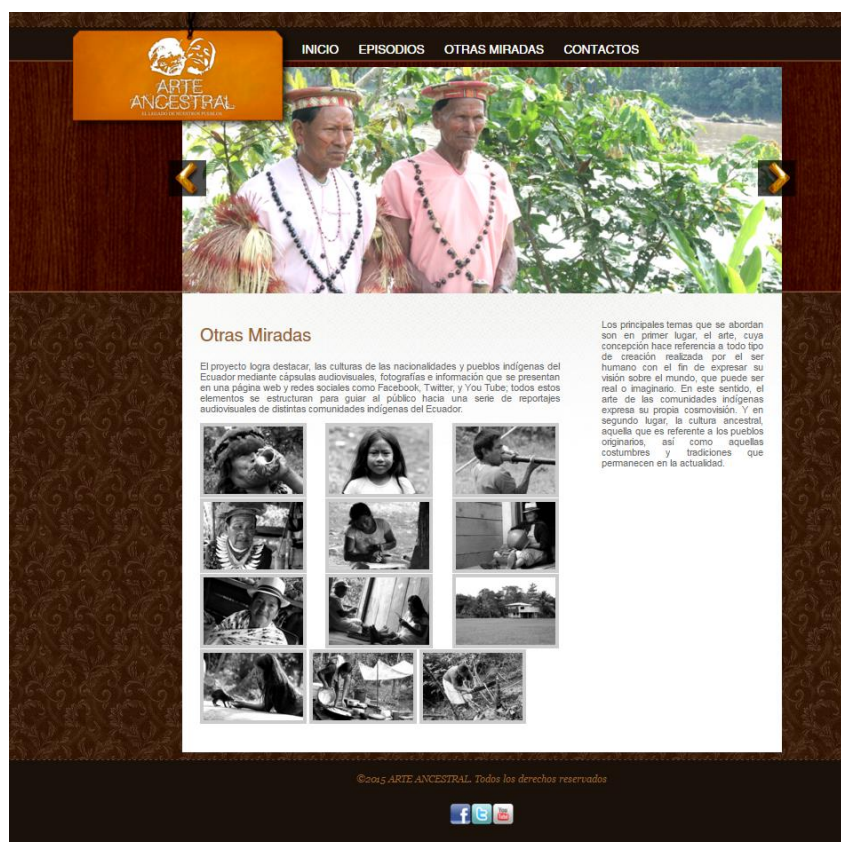 INICIO EPISODIOS OTRAS MIRADAS CONTACTOS
ARTE
ANCESTRAL
EL LEGADO DE NUESTROS PUEBLOS
Otras Miradas
El proyecto logra destacar, las culturas de las nacionalidades y pueblos indígenas del
Ecuador mediante cápsulas audiovisuales, fotografías e información que se presentan
en una página web y redes sociales como Facebook, Twitter, y You Tube; todos estos
elementos se estructuran para guiar al público hacia una serie de reportajes
audiovisuales de distintas comunidades indígenas del Ecuador.
Los principales temas que se abordan
son en primer lugar, el arte, cuya
concepción hace referencia a todo tipo
de creación realizada por el ser
humano con el fin de expresar su
visión sobre el mundo, que puede ser
real o imaginario. En este sentido, el
arte de las comunidades indígenas
expresa su propia cosmovisión. Y en
segundo lugar, la cultura ancestral,
aquella que es referente a los pueblos
originarios, así como aquellas
costumbres y tradiciones que
permanecen en la actualidad.
©2015 ARTE ANCESTRAL. Todos los derechos reservados
You